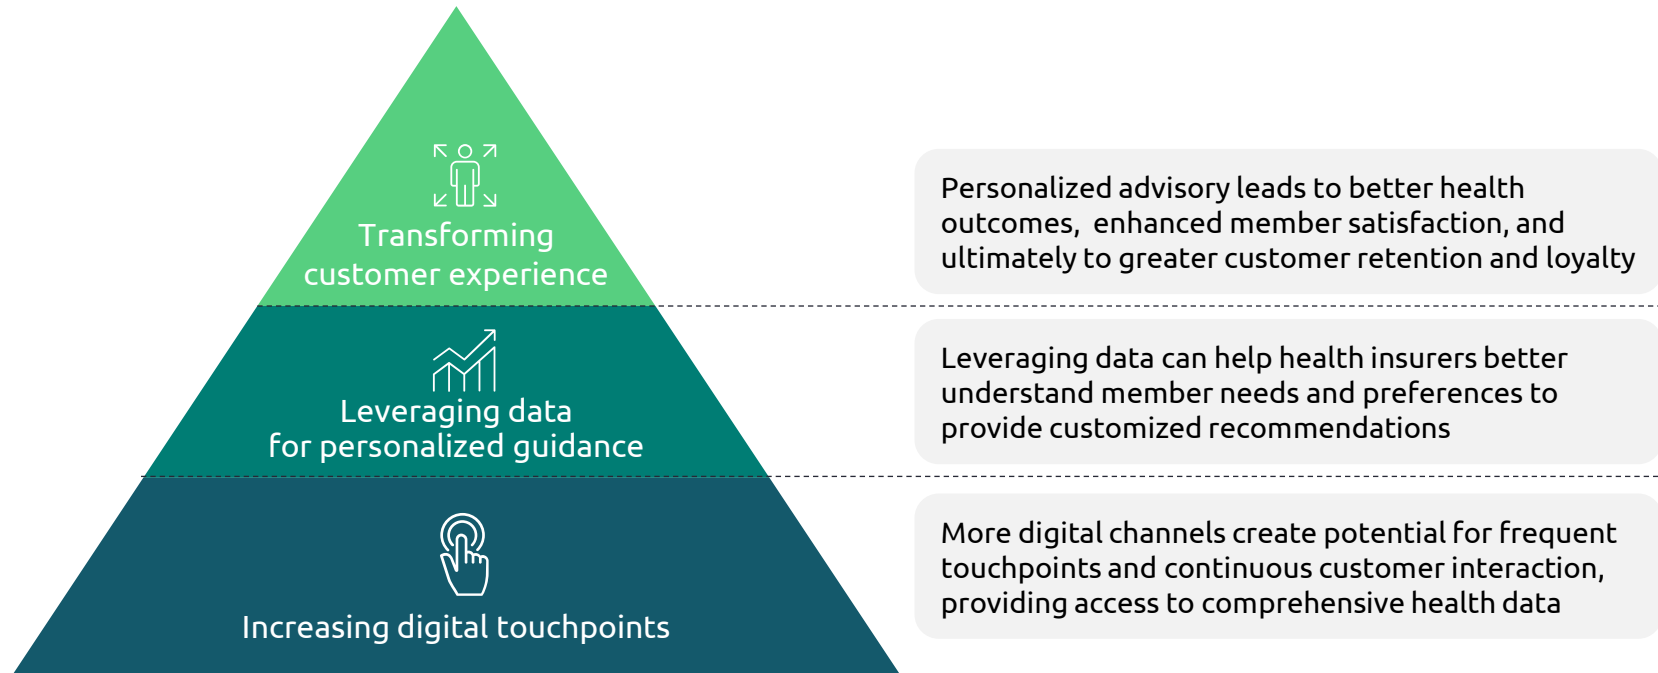 Transforming
customer experience
Personalized advisory leads to better health
outcomes,  enhanced member satisfaction, and
ultimately to greater customer retention and loyalty
Leveraging data
for personalized guidance
Leveraging data can help health insurers better
understand member needs and preferences to
provide customized recommendations
Increasing digital touchpoints
More digital channels create potential for frequent
touchpoints and continuous customer interaction,
providing access to comprehensive health data